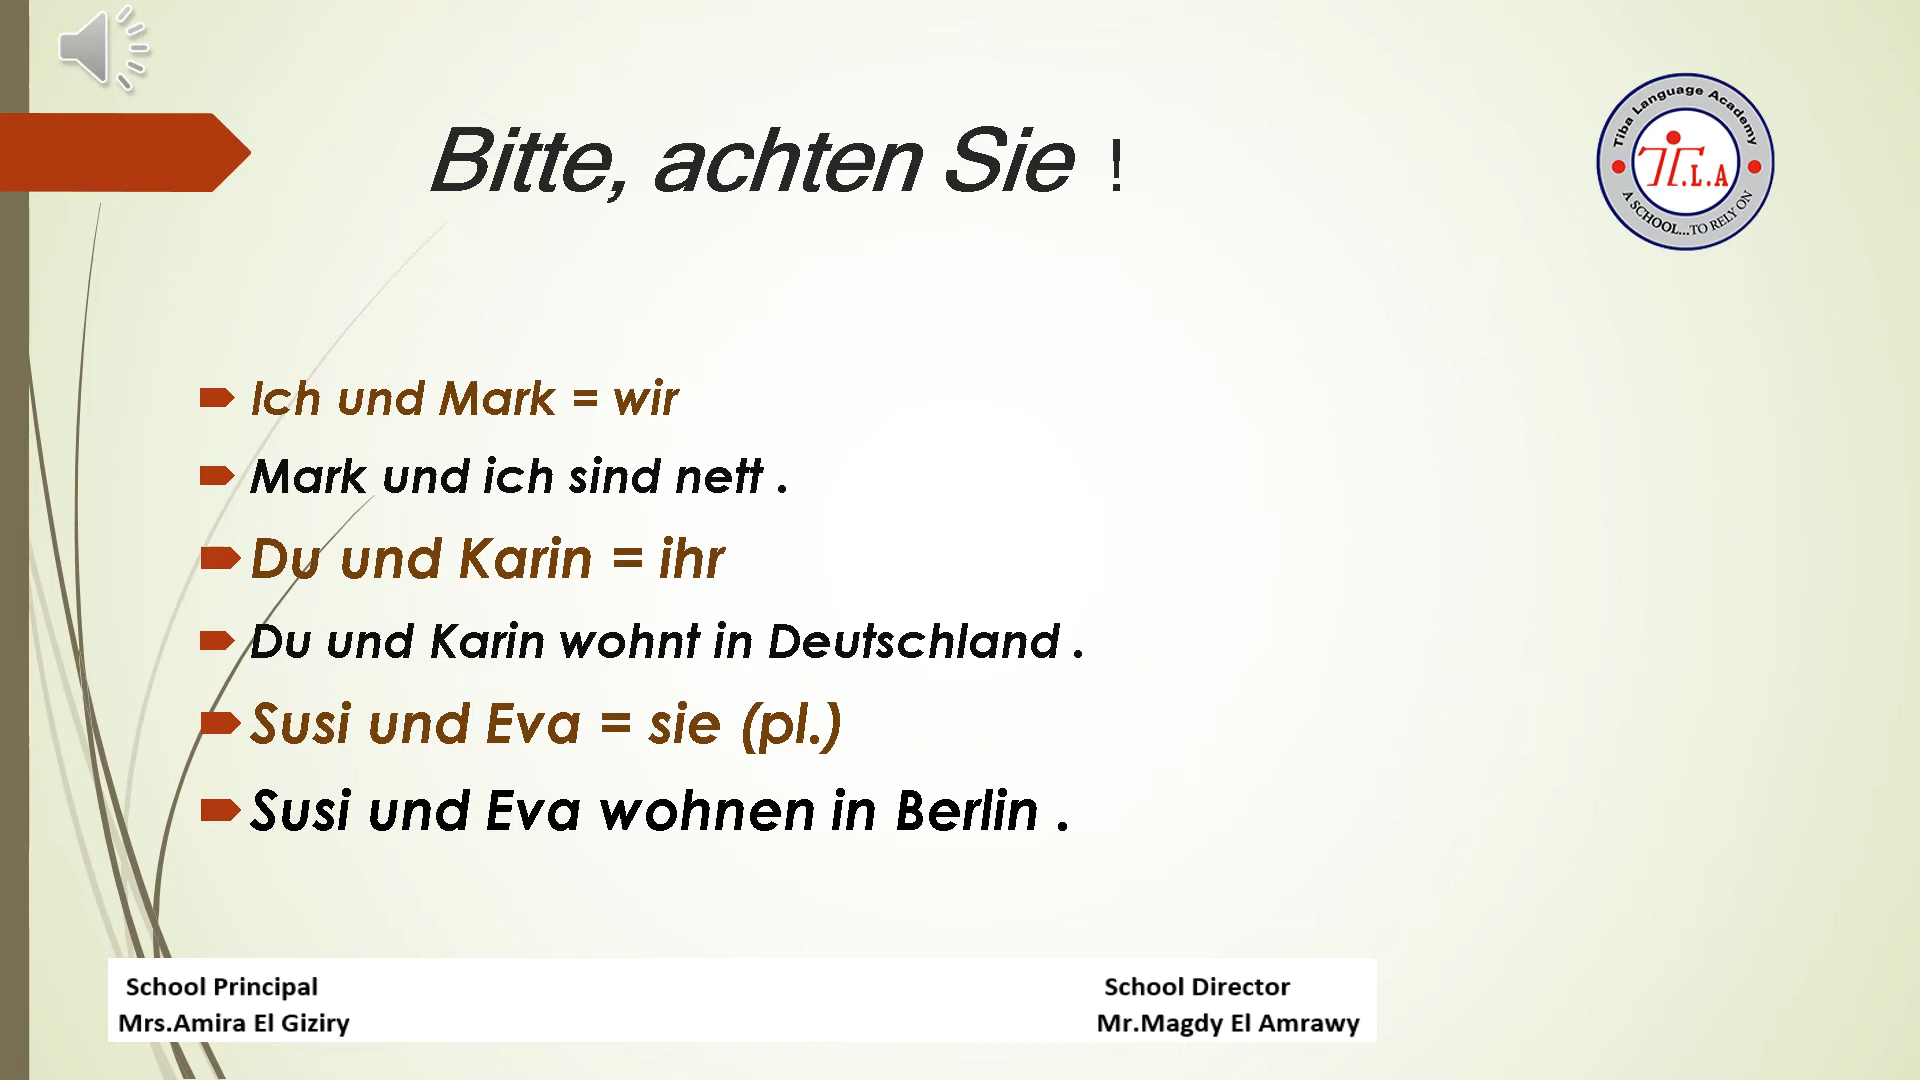 Bitte, achten Sie !
Tiba Language Academy
T.L.A
A SCHOOL...TO RELY ON
Ich und Mark = wir
Mark und ich sind nett .
Du und Karin = ihr
Du und Karin wohnt in Deutschland .
Susi und Eva = sie (pl.)
Susi und Eva wohnen in Berlin .
School Principal
Mrs.Amira El Giziry
School Director
Mr.Magdy El Amrawy